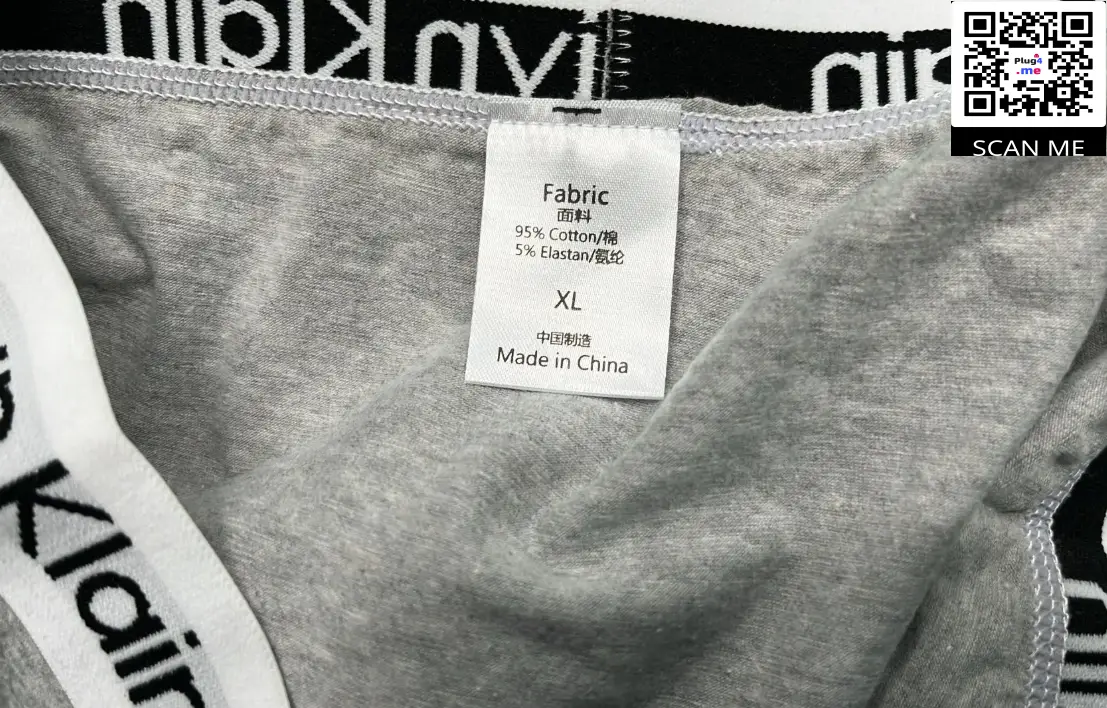 Plug4
.me
SCAN ME
Fabric
面料
95% Cotton/棉
5% Elastan/氨纶
XL
中国制造
Made in China
Klain